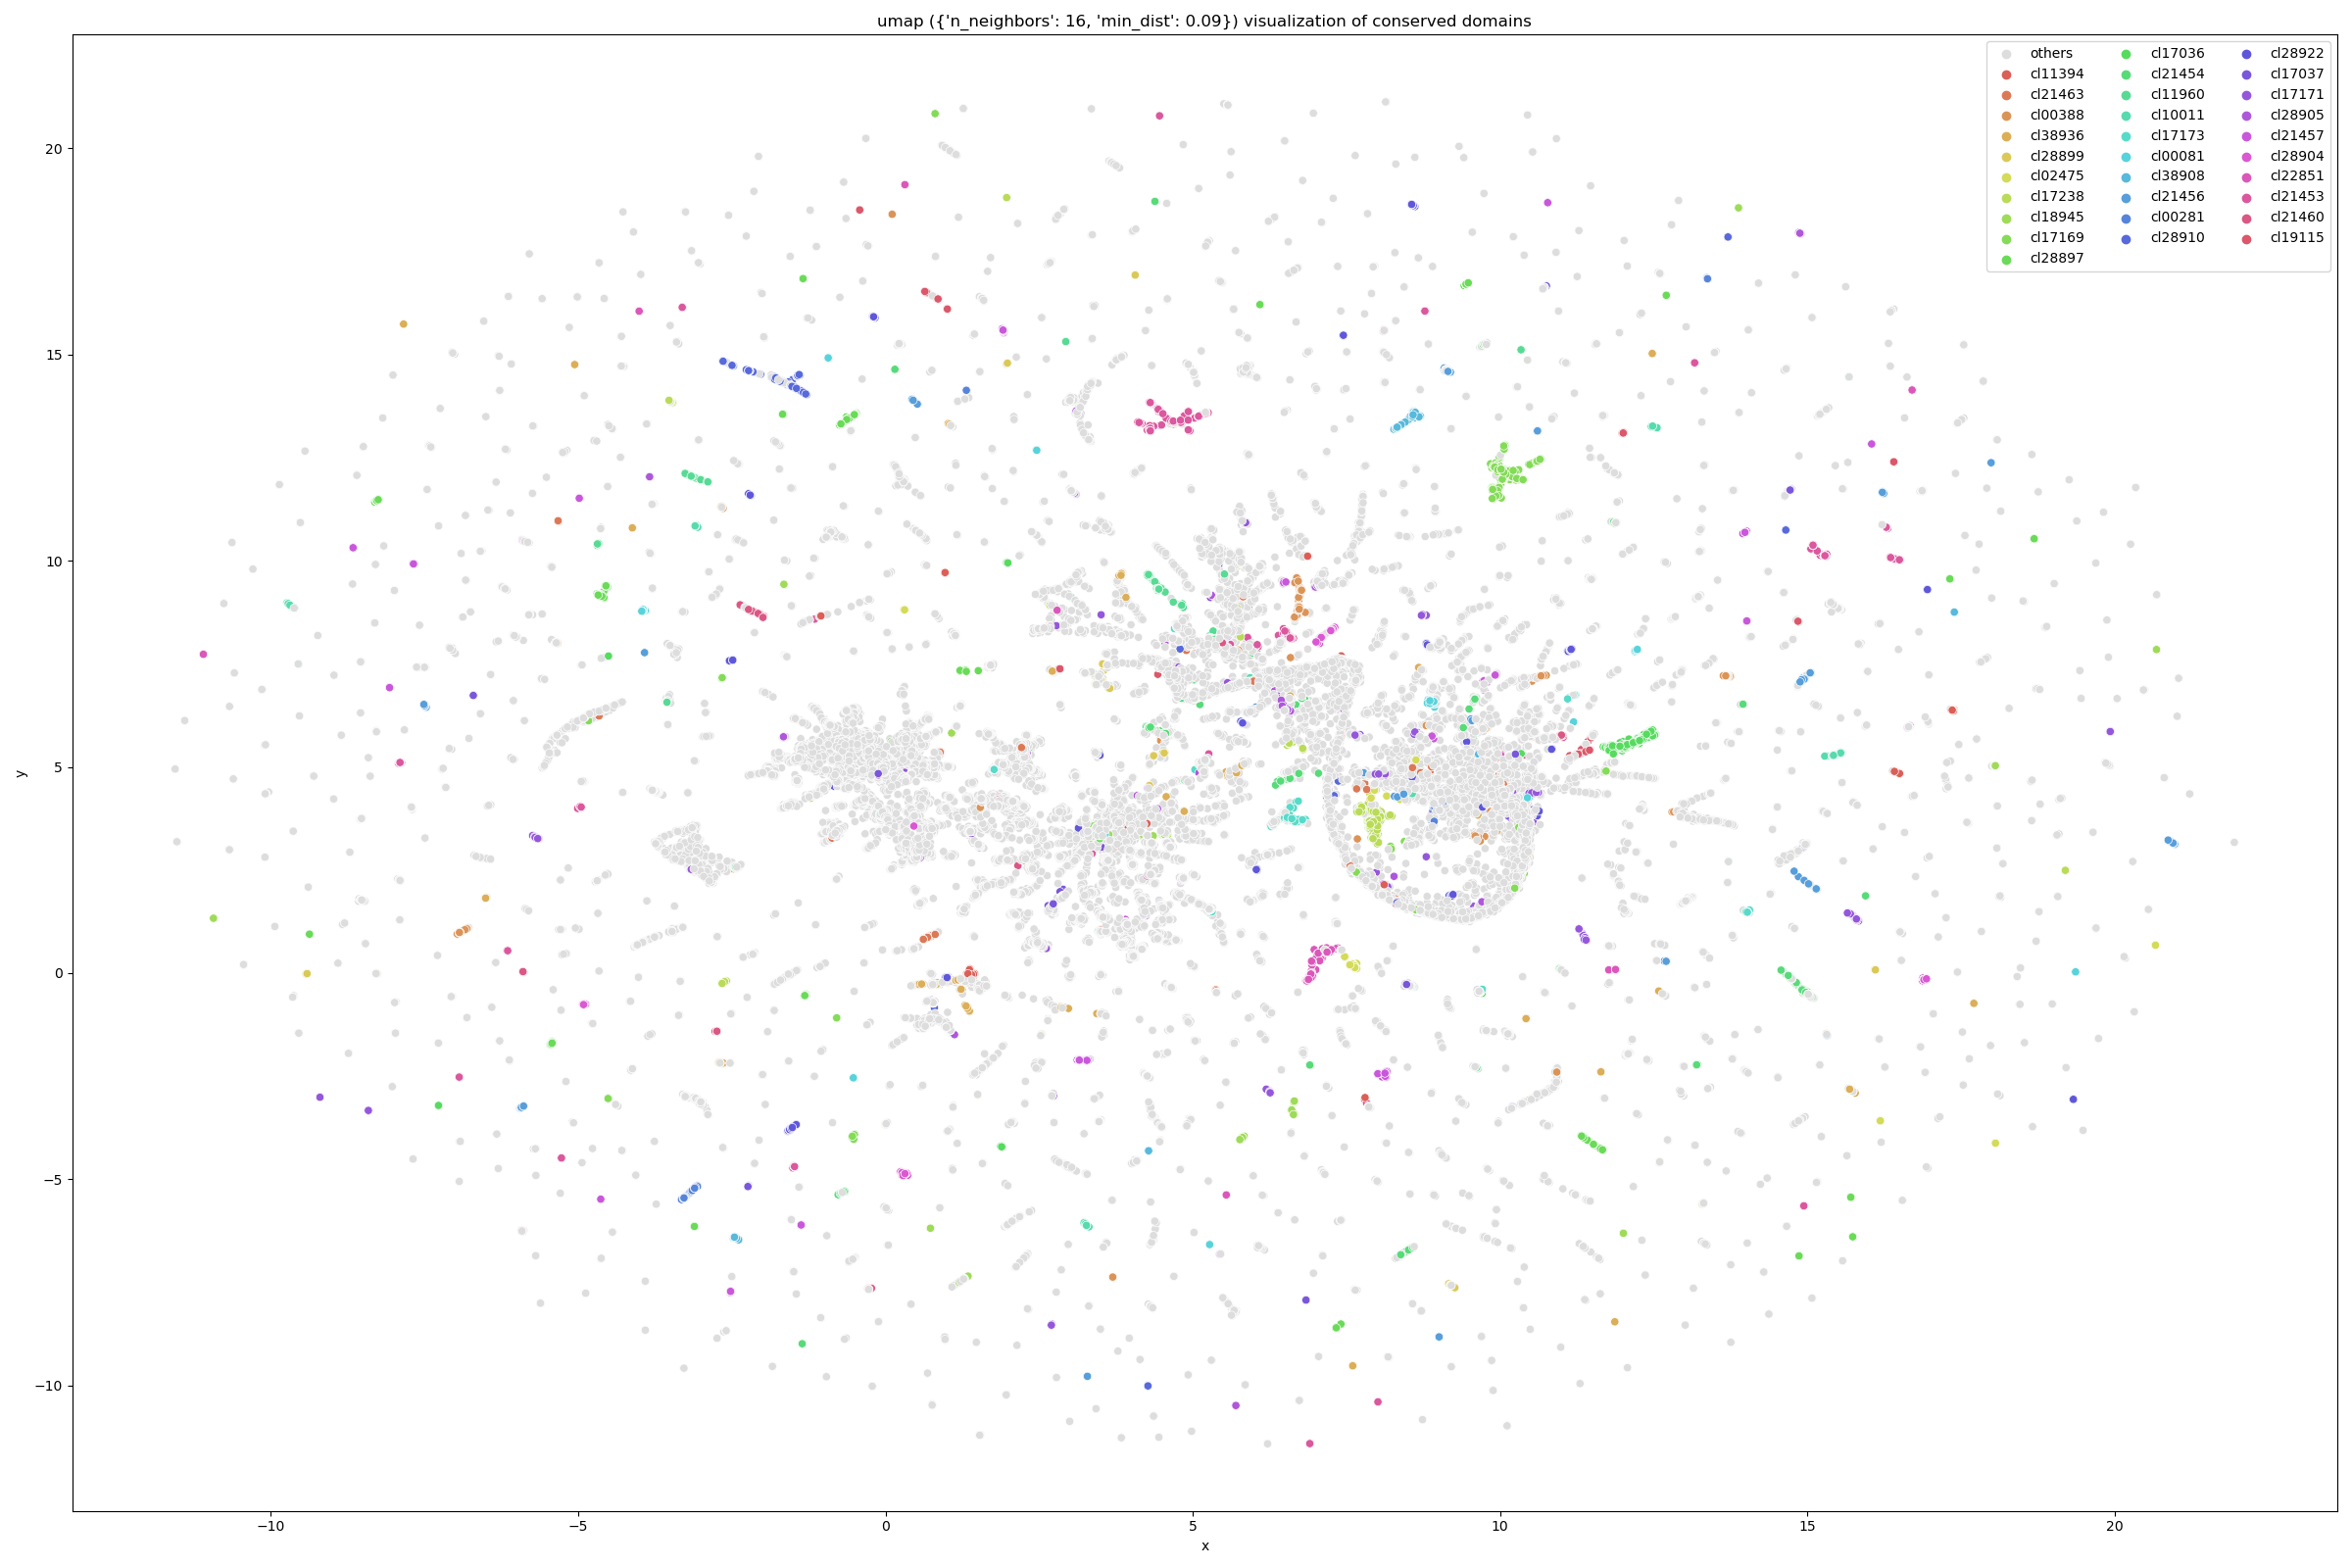 umap ({'n_neighbors': 16, 'min_dist': 0.09}) visualization of conserved domains
others
cl11394
cl21463
cl00388
cl38936
cl28899
cl02475
cl17238
cl18945
cl17169
cl28897
cl17036
cl21454
cl11960
cl10011
cl17173
cl00081
cl38908
cl21456
cl00281
cl28910
cl28922
cl17037
cl17171
cl28905
cl21457
cl28904
cl22851
cl21453
cl21460
cl19115
20
15
10
5
0
−5
−10
y
−10 −5 0 5 10 15 20
x